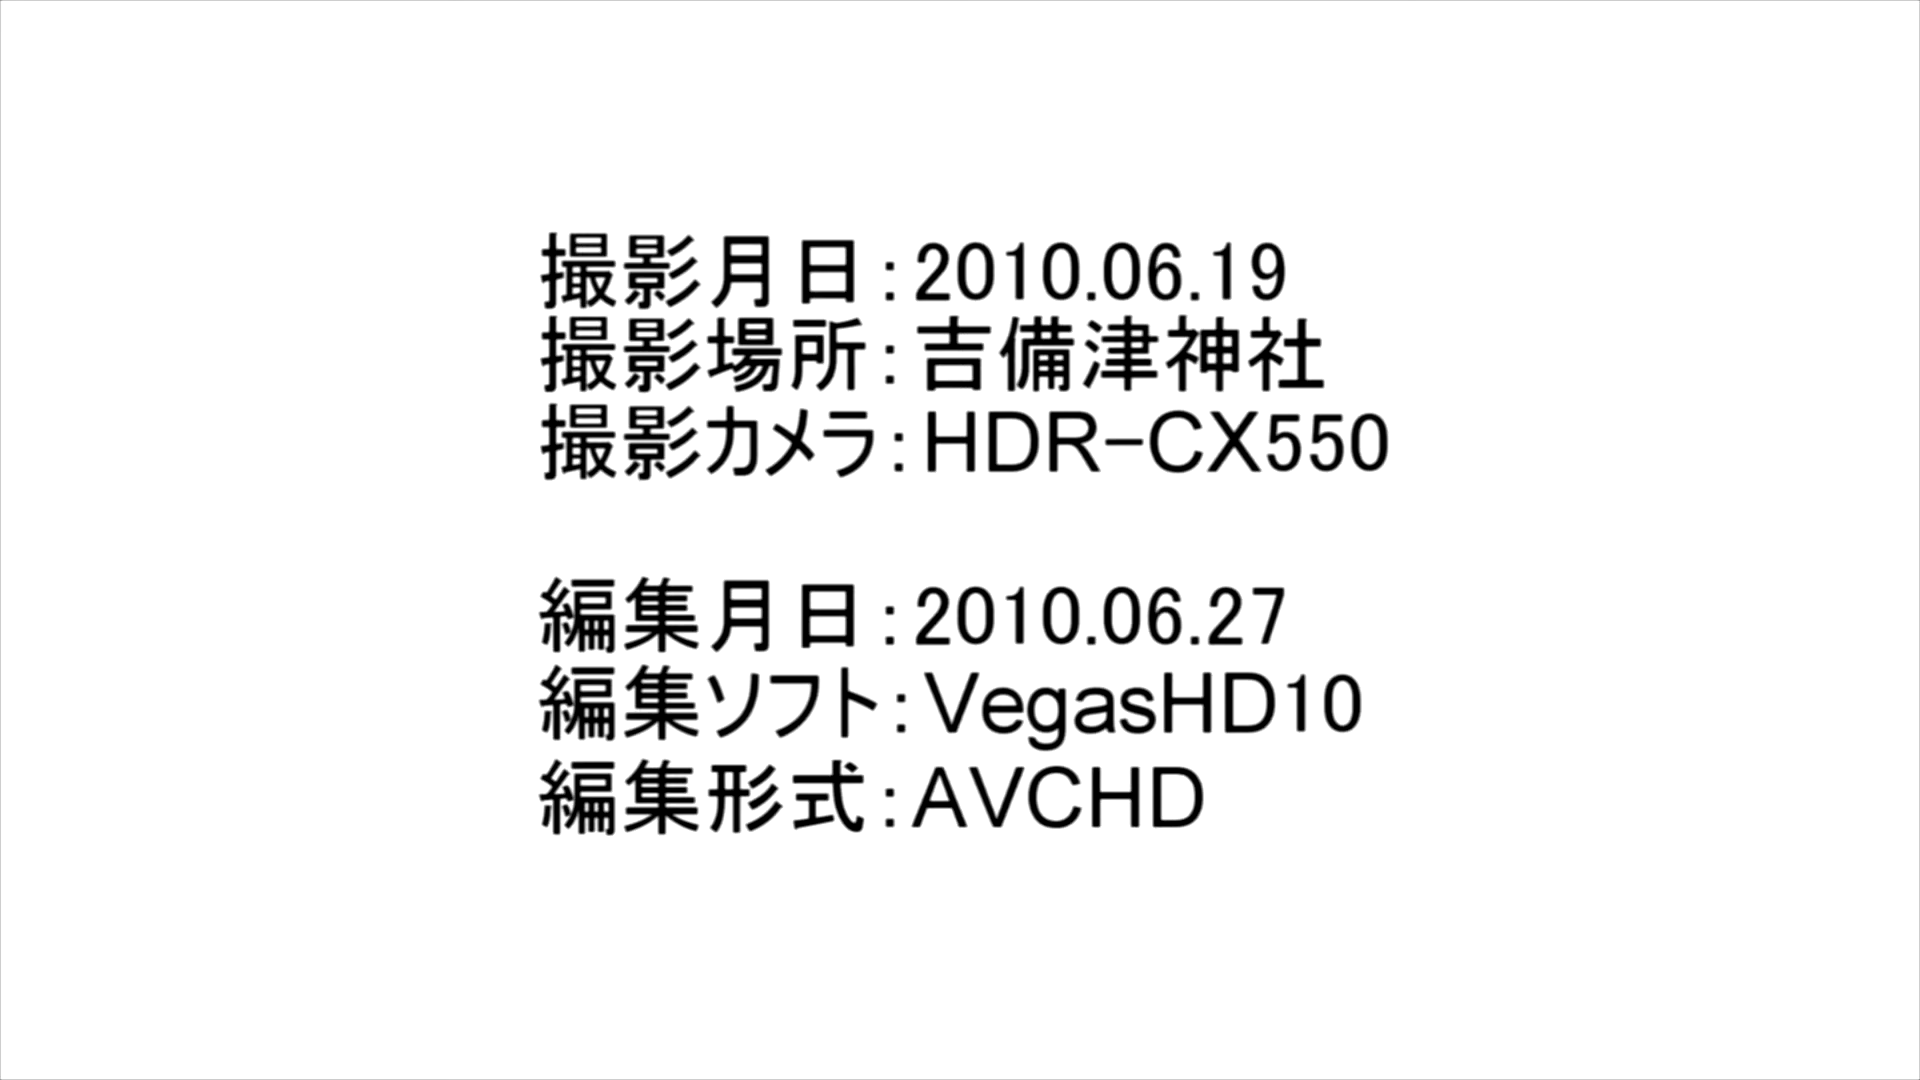 撮影月日：2010.06.19
撮影場所：吉備津神社
撮影カメラ：HDR-CX550
編集月日：2010.06.27
編集ソフト：VegasHD10
編集形式：AVCHD